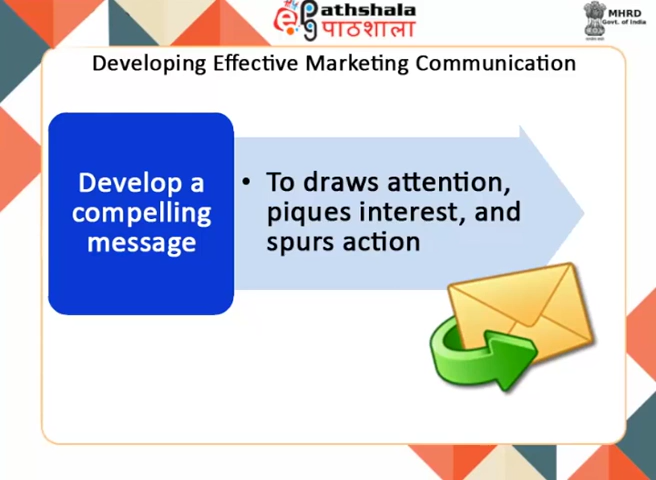 ePathshala
पाठशाला
MHRD
Govt. of India
Developing Effective Marketing Communication
Develop a
compelling
message
• To draws attention,
piques interest, and
spurs action